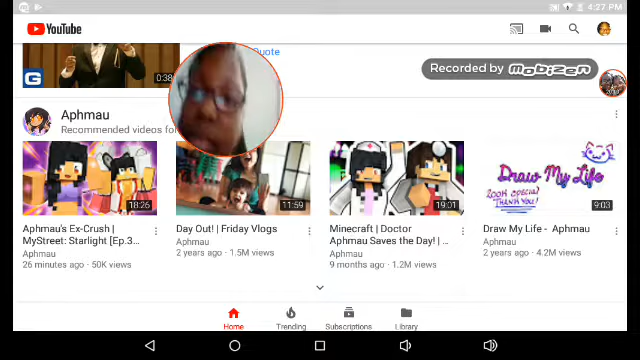 4:27 PM
YouTube
G
0:38
Quote
Recorded by MOBIZEN
Aphmau
Recommended videos for
18:26
11:59
19:01
Draw My Life
200K SPECIAL!
THANK YOU!
9:03
Aphmau's Ex-Crush |
MyStreet: Starlight [Ep.3...
Aphmau
26 minutes ago · 50K views
Day Out! | Friday Vlogs
Aphmau
2 years ago · 1.5M views
Minecraft | Doctor
Aphmau Saves the Day! | ...
Aphmau
9 months ago · 1.2M views
Draw My Life - Aphmau
Aphmau
2 years ago · 4.2M views
Home
Trending
Subscriptions
Library